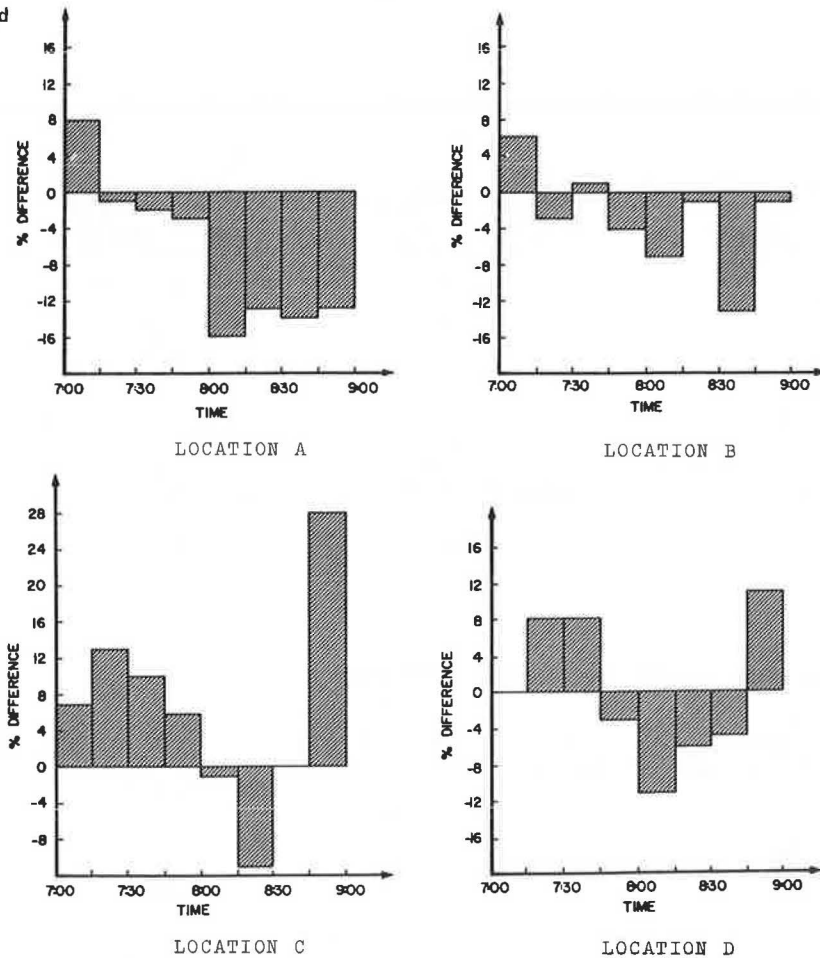 d
16
12
8
4
0
-4
-8
-12
-16
% DIFFERENCE
7:00 7:30 8:00 8:30 9:00
TIME
LOCATION A
16
12
8
4
0
-4
-8
-12
-16
% DIFFERENCE
7:00 7:30 8:00 8:30 9:00
TIME
LOCATION B
28
24
20
16
12
8
4
0
-4
-8
% DIFFERENCE
7:00 7:30 8:00 8:30 9:00
TIME
LOCATION C
16
12
8
4
0
-4
-8
-12
-16
% DIFFERENCE
7:00 7:30 8:00 8:30 9:00
TIME
LOCATION D